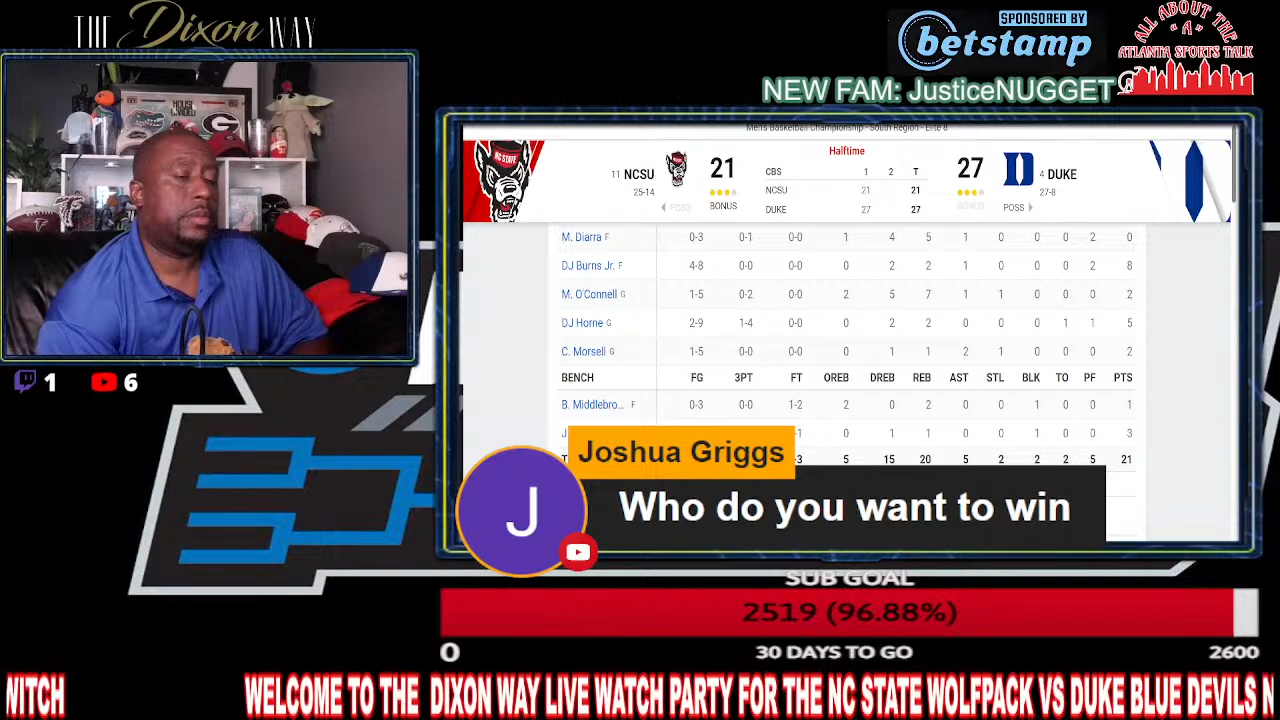 THE Dixon WAY
SPONSORED BY
betstamp
ALL ABOUT THE
"A"
ATLANTA SPORTS TALK
NEW FAM: JusticeNUGGET
Men's Basketball Championship - South Region - Elite 8
11 NCSU
25-14
21
BONUS
POSS
Halftime
CBS 1 2 T
NCSU 21 21
DUKE 27 27
27
BONUS
4 DUKE
27-8
POSS
NC STATE
HOUSE
DIVIDED
G
M. Diarra F 0-3 0-1 0-0 1 4 5 1 0 0 0 2 0
DJ Burns Jr. F 4-8 0-0 0-0 0 2 2 1 0 0 0 2 8
M. O'Connell G 1-5 0-2 0-0 2 5 7 1 1 0 0 0 2
DJ Horne G 2-9 1-4 0-0 0 2 2 0 0 0 1 1 5
C. Morsell G 1-5 0-0 0-0 0 1 1 2 1 0 0 0 2
BENCH FG 3PT FT OREB DREB REB AST STL BLK TO PF PTS
B. Middlebro... F 0-3 0-0 1-2 2 0 2 0 0 1 0 0 1
J -1 0 1 1 0 0 1 0 0 3
-3 5 15 20 5 2 2 2 5 21
1
6
Joshua Griggs
J
Who do you want to win
SUB GOAL
2519 (96.88%)
0 30 DAYS TO GO 2600
WITCH WELCOME TO THE DIXON WAY LIVE WATCH PARTY FOR THE NC STATE WOLFPACK VS DUKE BLUE DEVILS N